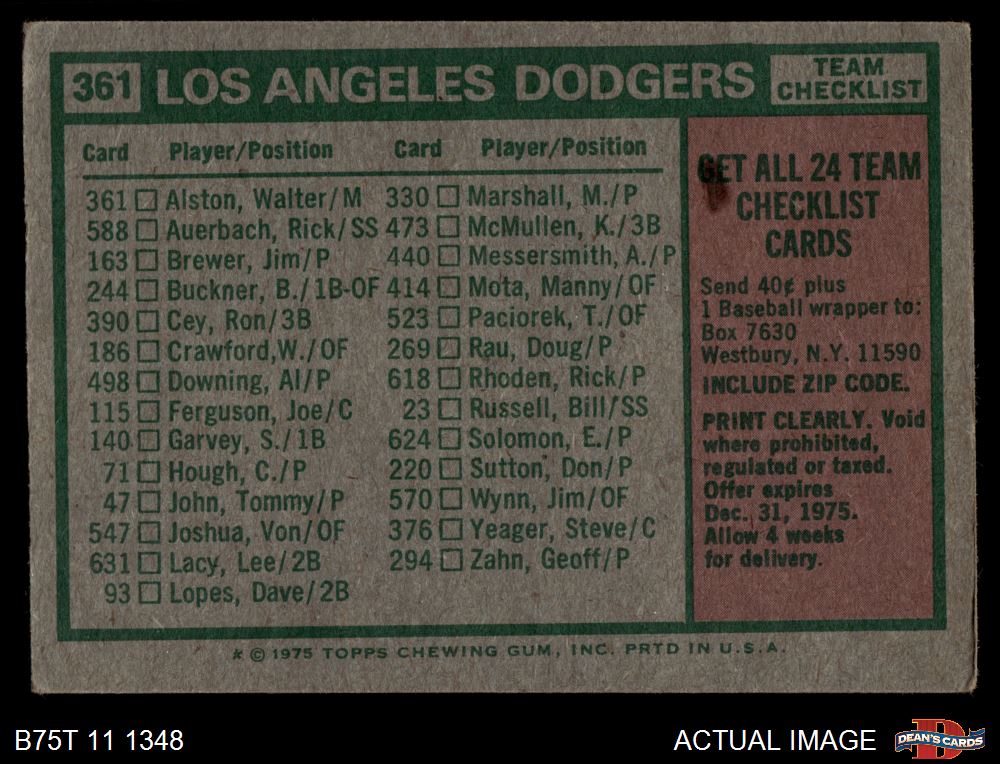 361 LOS ANGELES DODGERS TEAM CHECKLIST
Card Player/Position Card Player/Position
361 Alston, Walter/M 330 Marshall, M./P
588 Auerbach, Rick/SS 473 McMullen, K./3B
163 Brewer, Jim/P 440 Messersmith, A./P
244 Buckner, B./1B-OF 414 Mota, Manny/OF
390 Cey, Ron/3B 523 Paciorek, T./OF
186 Crawford,W./OF 269 Rau, Doug/P
498 Downing, Al/P 618 Rhoden, Rick/P
115 Ferguson, Joe/C 23 Russell, Bill/SS
140 Garvey, S./1B 624 Solomon, E./P
71 Hough, C./P 220 Sutton, Don/P
47 John, Tommy/P 570 Wynn, Jim/OF
547 Joshua, Von/OF 376 Yeager, Steve/C
631 Lacy, Lee/2B 294 Zahn, Geoff/P
93 Lopes, Dave/2B
GET ALL 24 TEAM
CHECKLIST
CARDS
Send 40¢ plus
1 Baseball wrapper to:
Box 7630
Westbury, N.Y. 11590
INCLUDE ZIP CODE.
PRINT CLEARLY. Void
where prohibited,
regulated or taxed.
Offer expires
Dec. 31, 1975.
Allow 4 weeks
for delivery.
* © 1975 TOPPS CHEWING GUM, INC. PRTD IN U.S.A.
B75T 11 1348 ACTUAL IMAGE DEAN'S CARDS